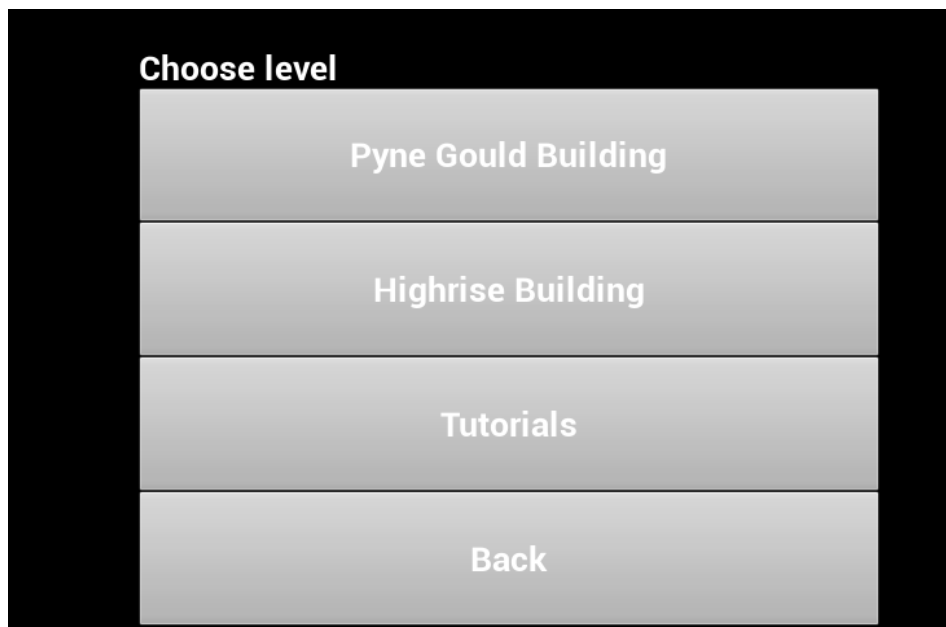 Choose level
Pyne Gould Building
Highrise Building
Tutorials
Back